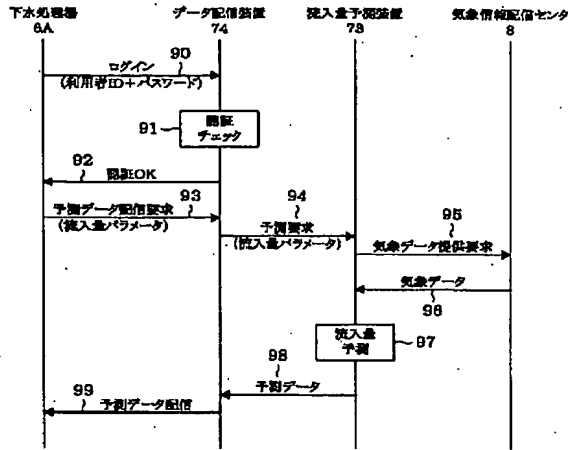 下水処理場 データ配信装置 流入量予測装置 気象情報配信センタ
6A 74 73 8
90
ログイン
(利用者ID+パスワード)
91
認証
チェック
92
認証OK
93
予測データ配信要求
(流入量パラメータ)
94
予測要求
(流入量パラメータ)
95
気象データ提供要求
気象データ
96
流入量
予測
97
98
予測データ
99
予測データ配信